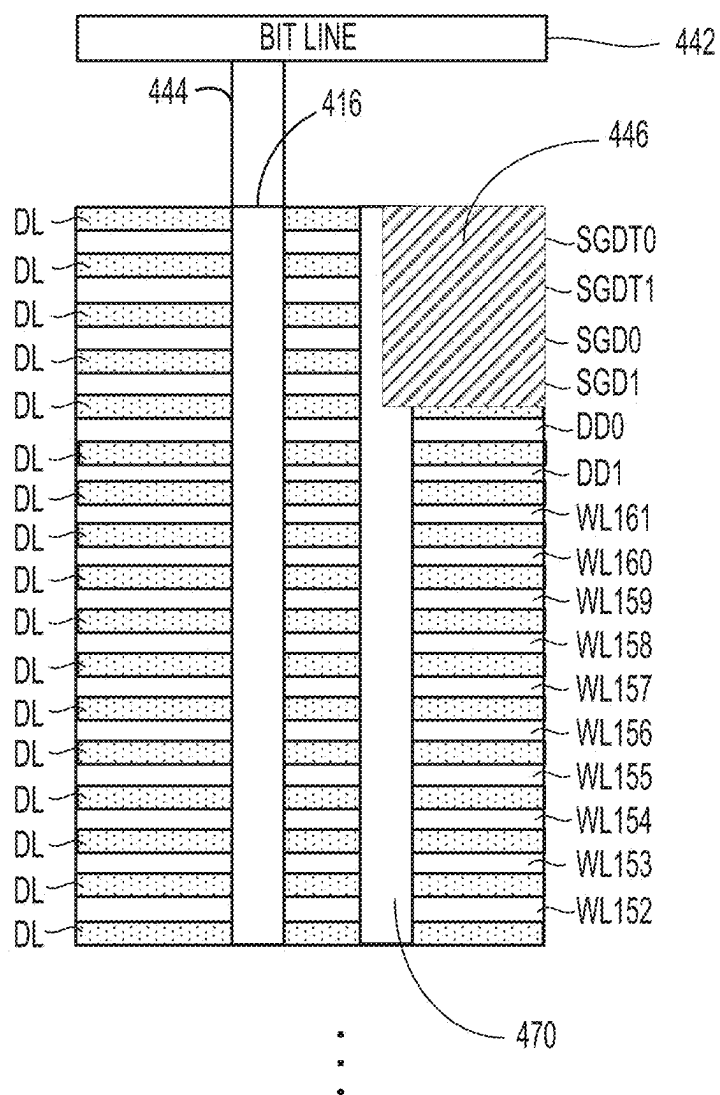 BIT LINE
442
444
416
446
DL
SGDT0
DL
SGDT1
DL
SGD0
DL
SGD1
DL
DD0
DL
DD1
DL
WL161
DL
WL160
DL
WL159
DL
WL158
DL
WL157
DL
WL156
DL
WL155
DL
WL154
DL
WL153
DL
WL152
DL
470